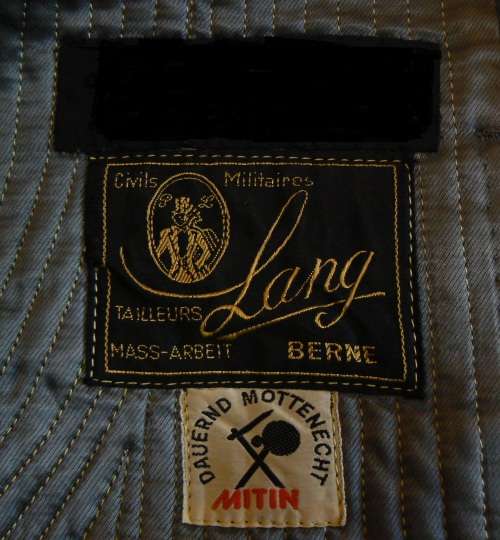 Civils Militaires
P L
Lang
TAILLEURS
MASS-ARBEIT BERNE
DAUERND MOTTENECHT
MITIN